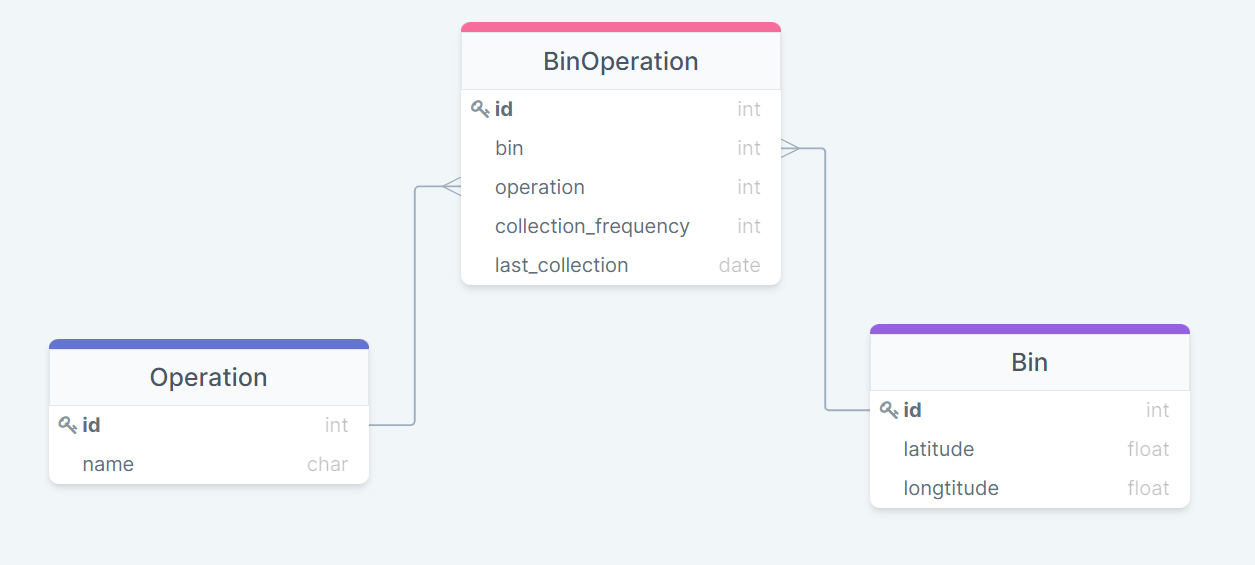 BinOperation
id int
bin int
operation int
collection_frequency int
last_collection date
Operation
id int
name char
Bin
id int
latitude float
longtitude float